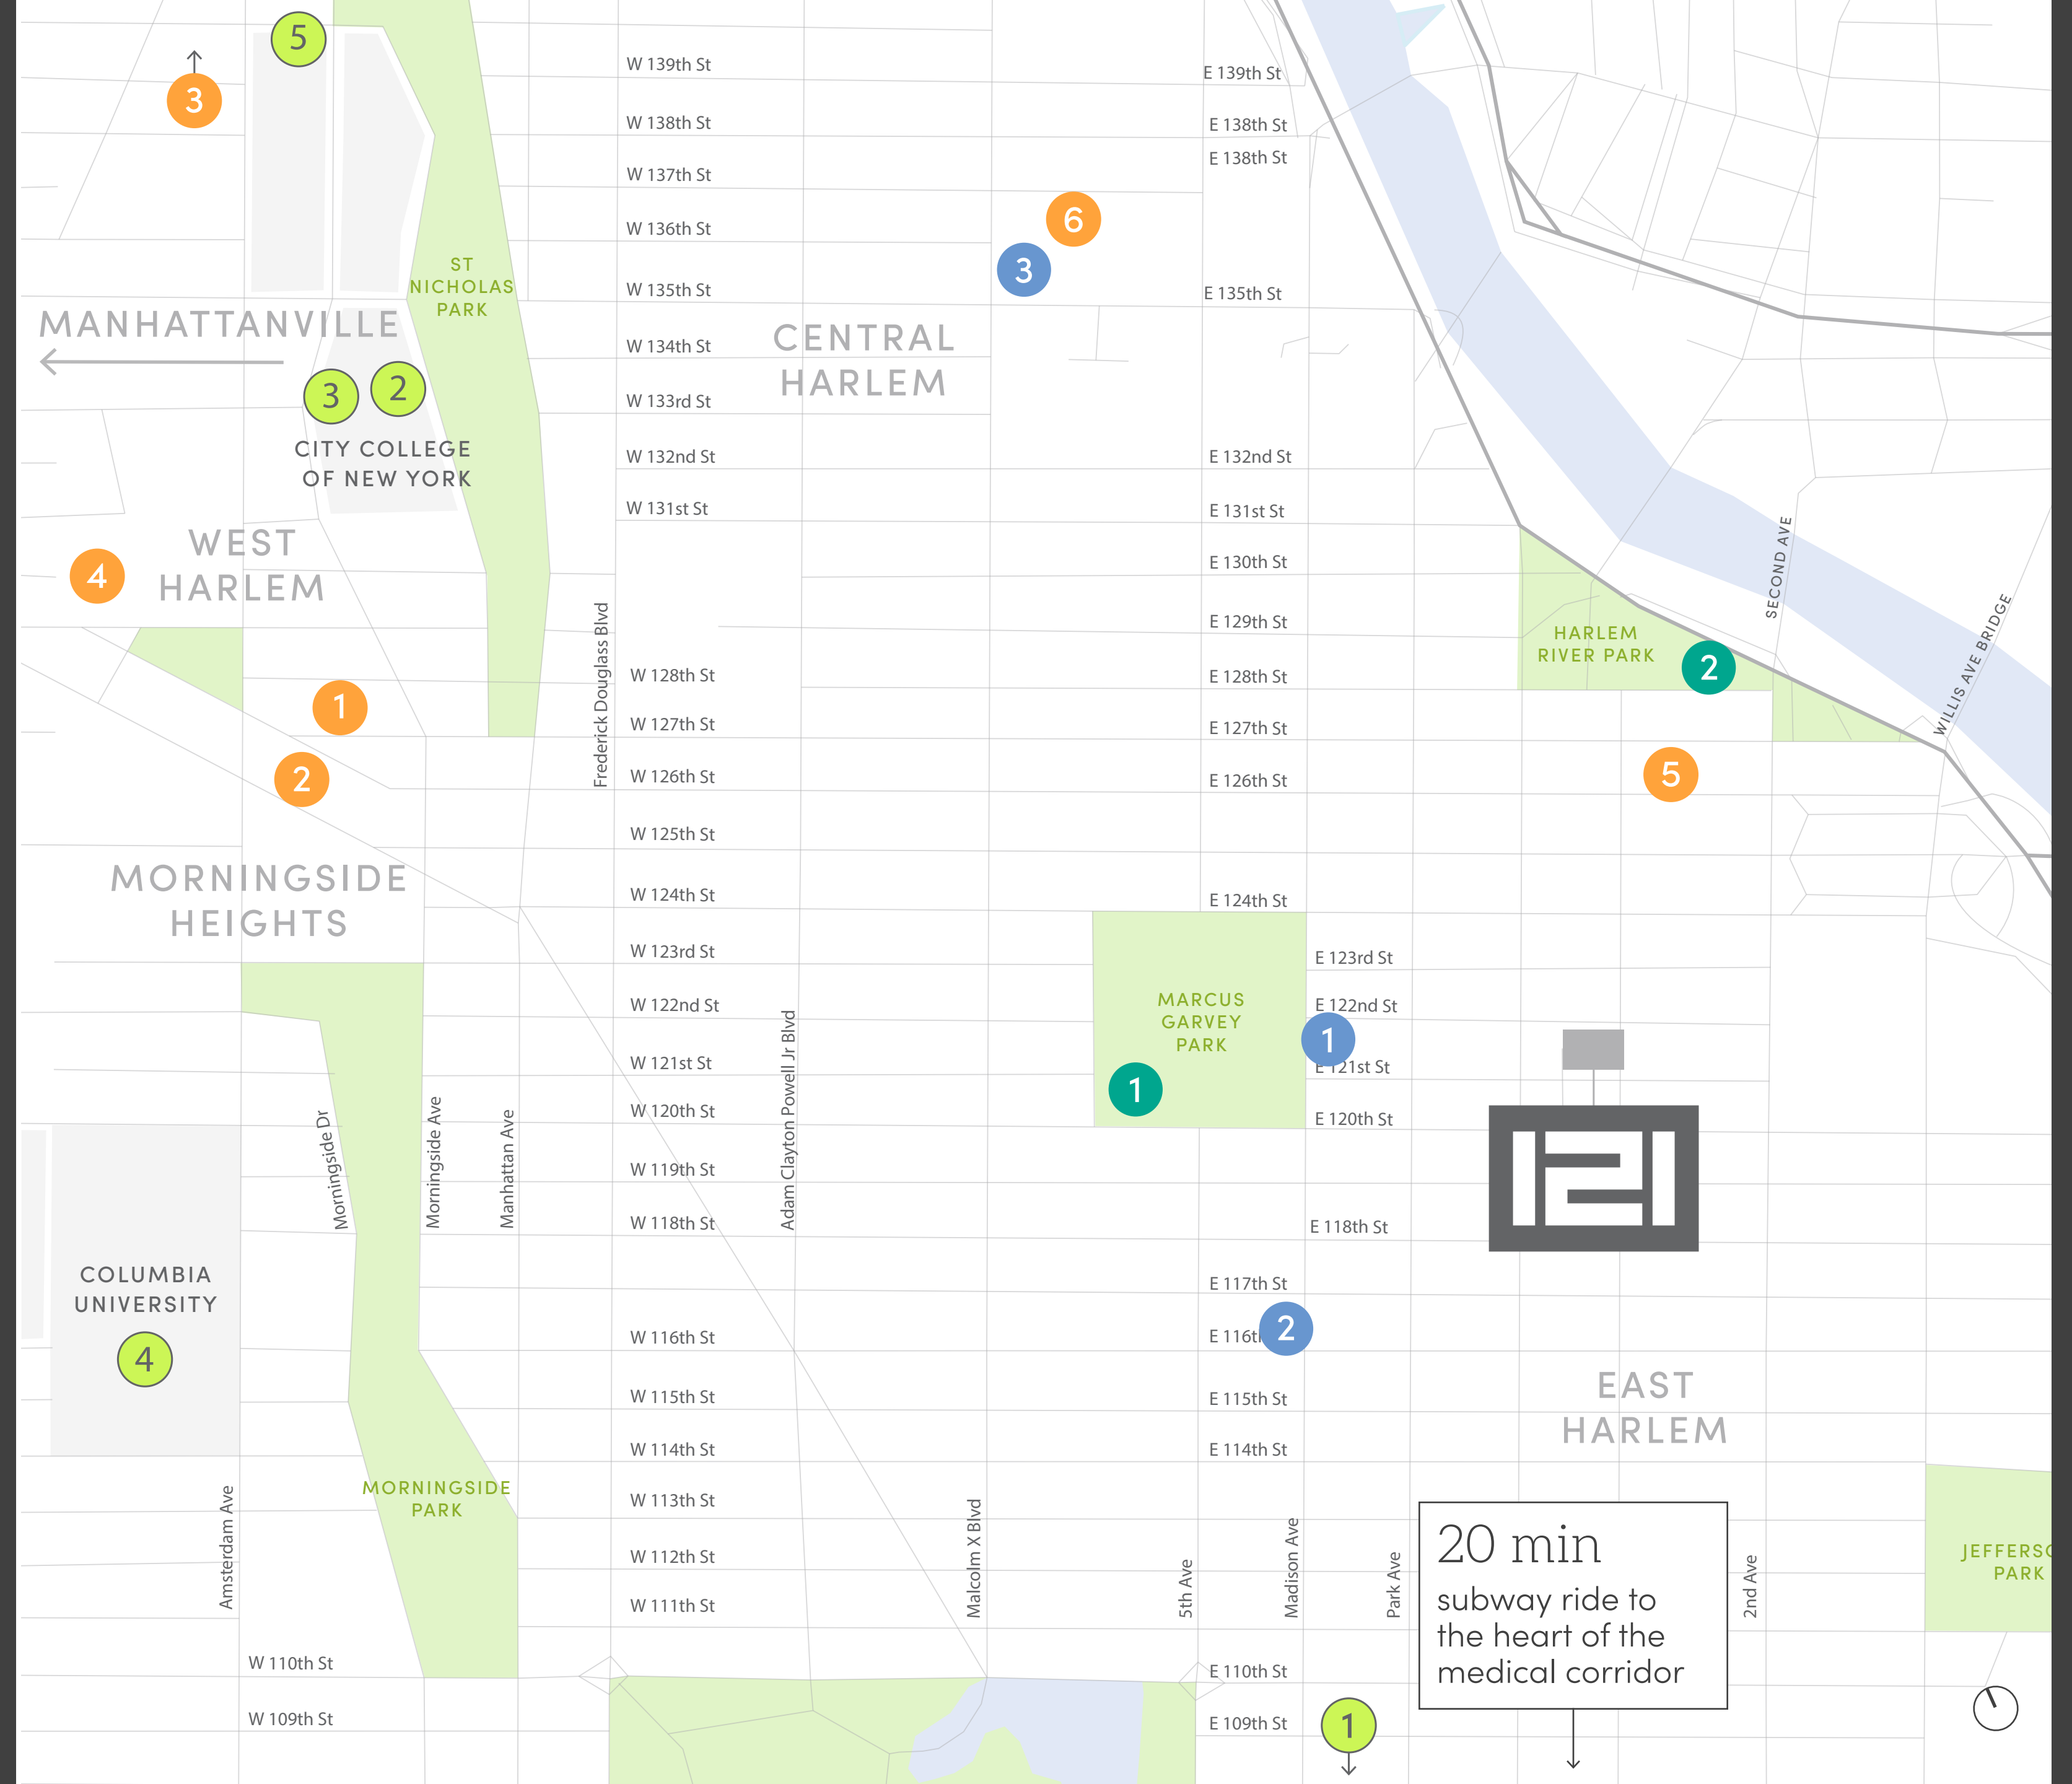 5
3
W 139th St
E 139th St
W 138th St
E 138th St
E 138th St
W 137th St
6
W 136th St
3
ST
NICHOLAS
PARK
W 135th St
E 135th St
MANHATTANVILLE
CENTRAL
HARLEM
W 134th St
3
2
W 133rd St
CITY COLLEGE
OF NEW YORK
W 132nd St
E 132nd St
W 131st St
E 131st St
WEST
HARLEM
4
E 130th St
SECOND AVE
E 129th St
HARLEM
RIVER PARK
2
WILLIS AVE BRIDGE
Frederick Douglass Blvd
W 128th St
E 128th St
1
W 127th St
E 127th St
2
W 126th St
E 126th St
5
W 125th St
MORNINGSIDE
HEIGHTS
W 124th St
E 124th St
W 123rd St
E 123rd St
MARCUS
GARVEY
PARK
W 122nd St
E 122nd St
1
W 121st St
E 121st St
1
W 120th St
E 120th St
121
Morningside Dr
Morningside Ave
Manhattan Ave
Adam Clayton Powell Jr Blvd
W 119th St
W 118th St
E 118th St
COLUMBIA
UNIVERSITY
4
E 117th St
W 116th St
E 116th
2
EAST
HARLEM
W 115th St
E 115th St
W 114th St
E 114th St
MORNINGSIDE
PARK
W 113th St
Amsterdam Ave
Malcolm X Blvd
5th Ave
Madison Ave
Park Ave
20 min
subway ride to
the heart of the
medical corridor
2nd Ave
JEFFERSO
PARK
W 112th St
W 111th St
W 110th St
E 110th St
W 109th St
E 109th St
1